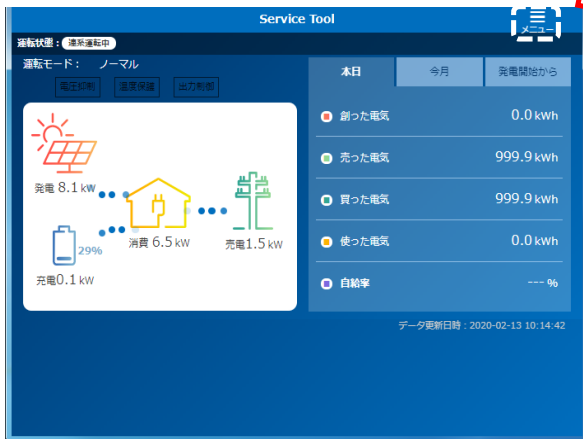 Service Tool
メニュー
運転状態： 連系運転中
運転モード： ノーマル
電圧抑制 温度保護 出力制御
本日 今月 発電開始から
発電 8.1 kW
29%
充電0.1 kW
消費 6.5 kW
売電1.5 kW
創った電気 0.0 kWh
売った電気 999.9 kWh
買った電気 999.9 kWh
使った電気 0.0 kWh
自給率 --- %
データ更新日時：2020-02-13 10:14:42